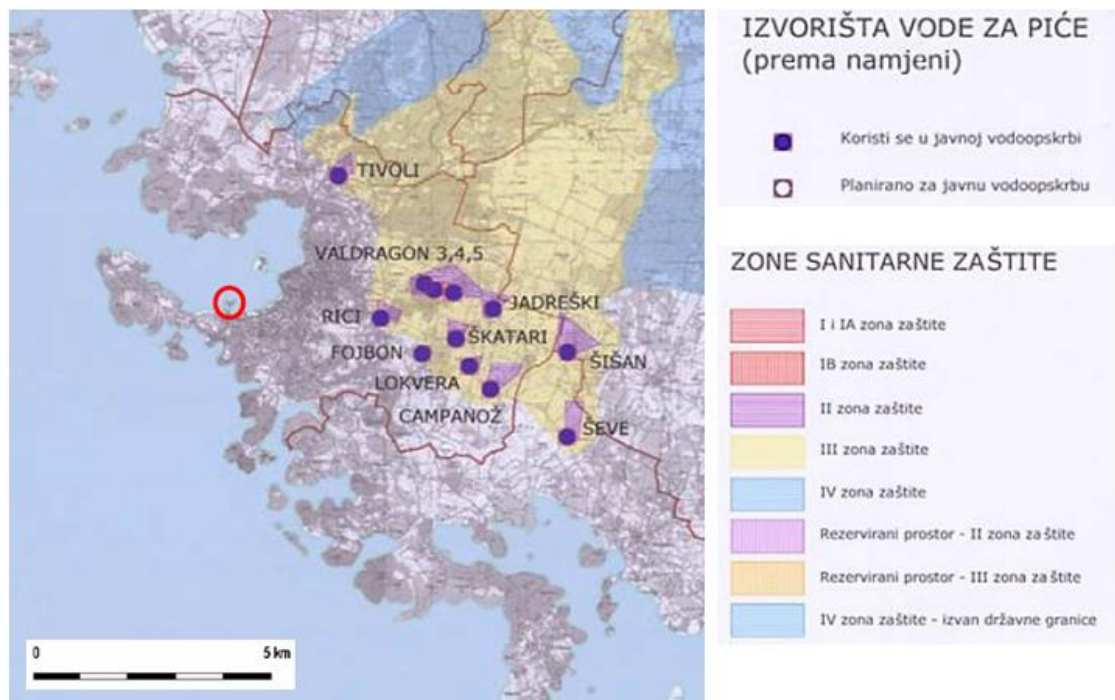 TIVOLI
VALDRAGON 3,4,5
JADREŠKI
RICI
ŠKATARI
FOJBON
ŠIŠAN
LOKVERA
CAMPANOŽ
ŠEVE
0 5 km
IZVORIŠTA VODE ZA PIĆE
(prema namjeni)
Koristi se u javnoj vodoopskrbi
Planirano za javnu vodoopskrbu
ZONE SANITARNE ZAŠTITE
I i IA zona zaštite
IB zona zaštite
II zona zaštite
III zona zaštite
IV zona zaštite
Rezervirani prostor - II zona zaštite
Rezervirani prostor - III zona zaštite
IV zona zaštite - izvan državne granice